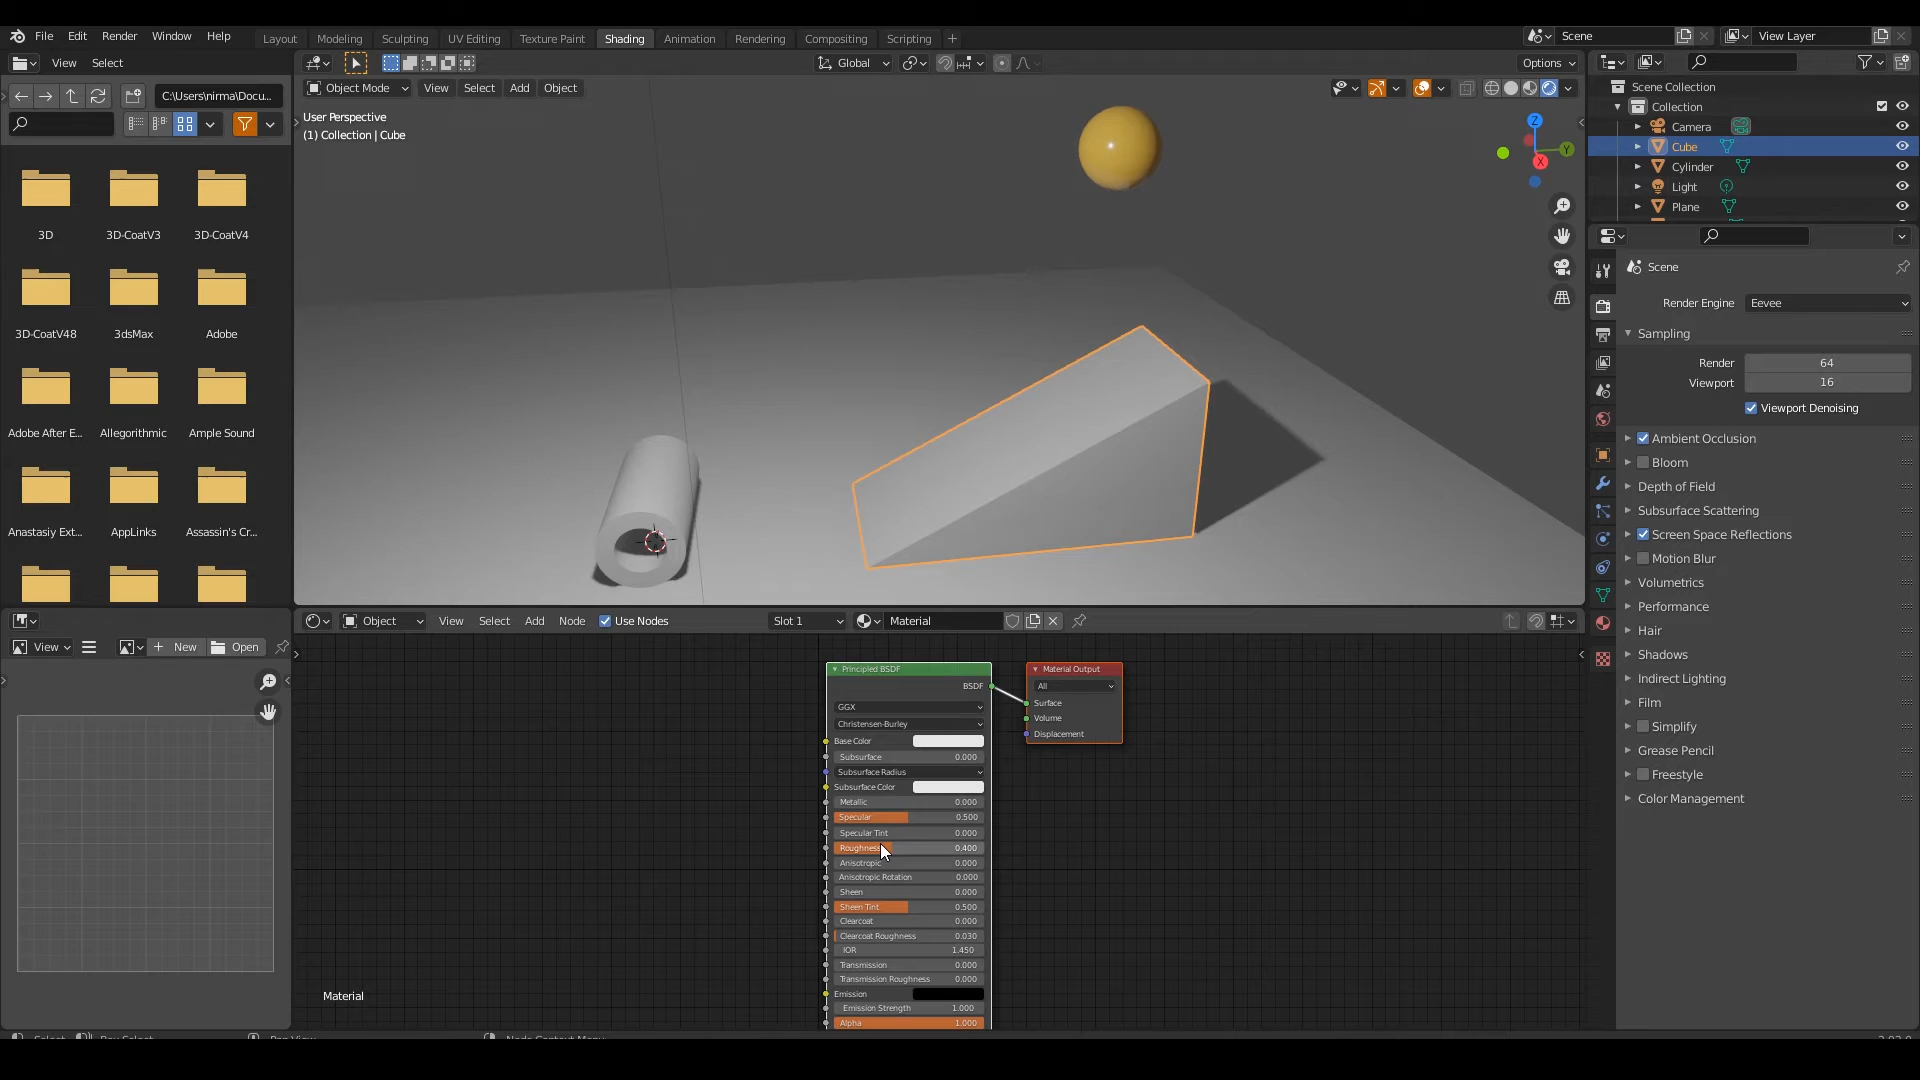 File Edit Render Window Help
Layout Modeling Sculpting UV Editing Texture Paint Shading Animation Rendering Compositing Scripting +
Scene
View Layer
View Select
Global
Options
C:\Users\nirma\Docu...
Object Mode View Select Add Object
User Perspective
(1) Collection | Cube
Z
Y
X
Scene Collection
Collection
Camera
Cube
Cylinder
Light
Plane
3D 3D-CoatV3 3D-CoatV4
3D-CoatV48 3dsMax Adobe
Adobe After E... Allegorithmic Ample Sound
Anastasiy Ext... AppLinks Assassin's Cr...
Scene
Render Engine Eevee
Sampling
Render 64
Viewport 16
Viewport Denoising
Ambient Occlusion
Bloom
Depth of Field
Subsurface Scattering
Screen Space Reflections
Motion Blur
Volumetrics
Performance
Hair
Shadows
Indirect Lighting
Film
Simplify
Grease Pencil
Freestyle
Color Management
Object View Select Add Node Use Nodes Slot 1 Material
View New Open
Principled BSDF
BSDF
GGX
Christensen-Burley
Base Color
Subsurface 0.000
Subsurface Radius
Subsurface Color
Metallic 0.000
Specular 0.500
Specular Tint 0.000
Roughness 0.400
Anisotropic 0.000
Anisotropic Rotation 0.000
Sheen 0.000
Sheen Tint 0.500
Clearcoat 0.000
Clearcoat Roughness 0.030
IOR 1.450
Transmission 0.000
Transmission Roughness 0.000
Emission
Emission Strength 1.000
Alpha 1.000
Material Output
All
Surface
Volume
Displacement
Material